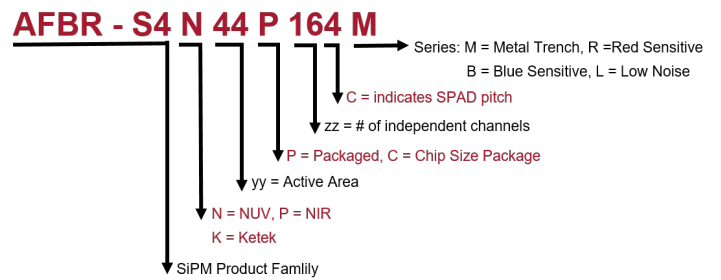 AFBR - S4 N 44 P 164 M
Series: M = Metal Trench, R =Red Sensitive
B = Blue Sensitive, L = Low Noise
C = indicates SPAD pitch
zz = # of independent channels
P = Packaged, C = Chip Size Package
yy = Active Area
N = NUV, P = NIR
K = Ketek
SiPM Product Famlily